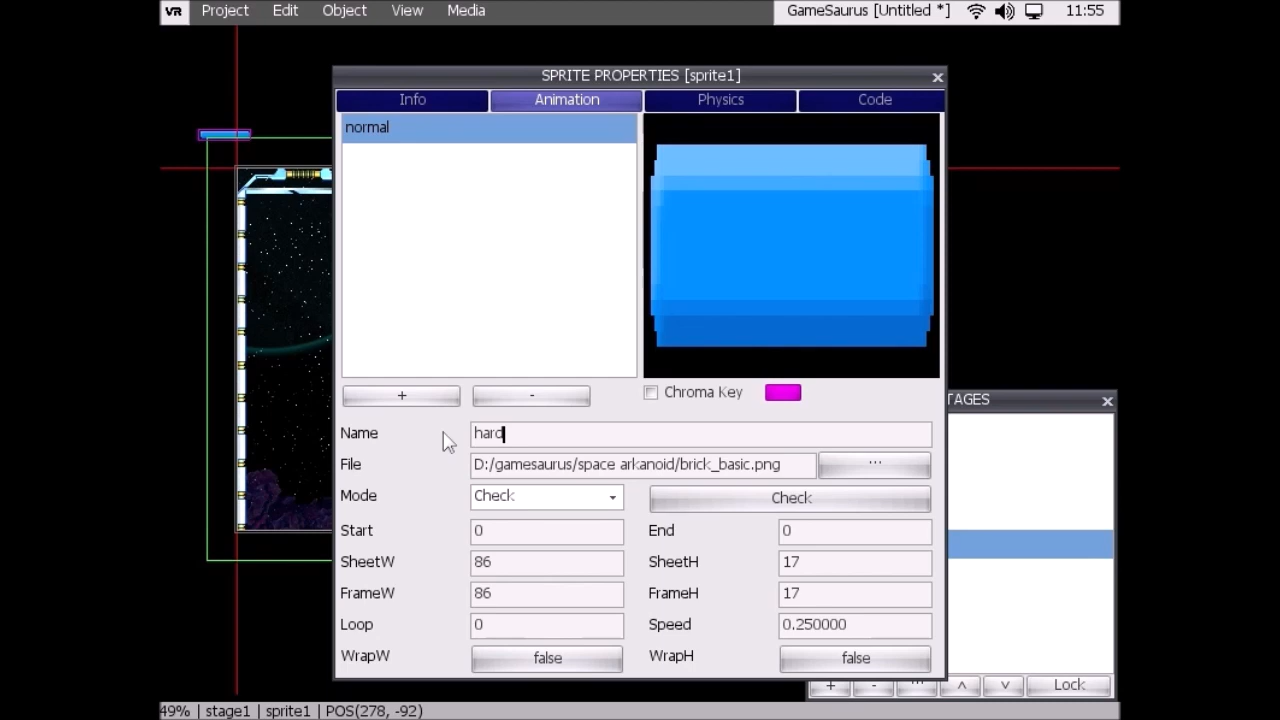 VR Project Edit Object View Media GameSaurus [Untitled *] 11:55
SPRITE PROPERTIES [sprite1]
Info Animation Physics Code
normal
+ - Chroma Key
TAGES
Name hard
File D:/gamesaurus/space arkanoid/brick_basic.png ...
Mode Check Check
Start 0 End 0
SheetW 86 SheetH 17
FrameW 86 FrameH 17
Loop 0 Speed 0.250000
WrapW false WrapH false
+ - ... ^ v Lock
49% | stage1 | sprite1 | POS(278, -92)